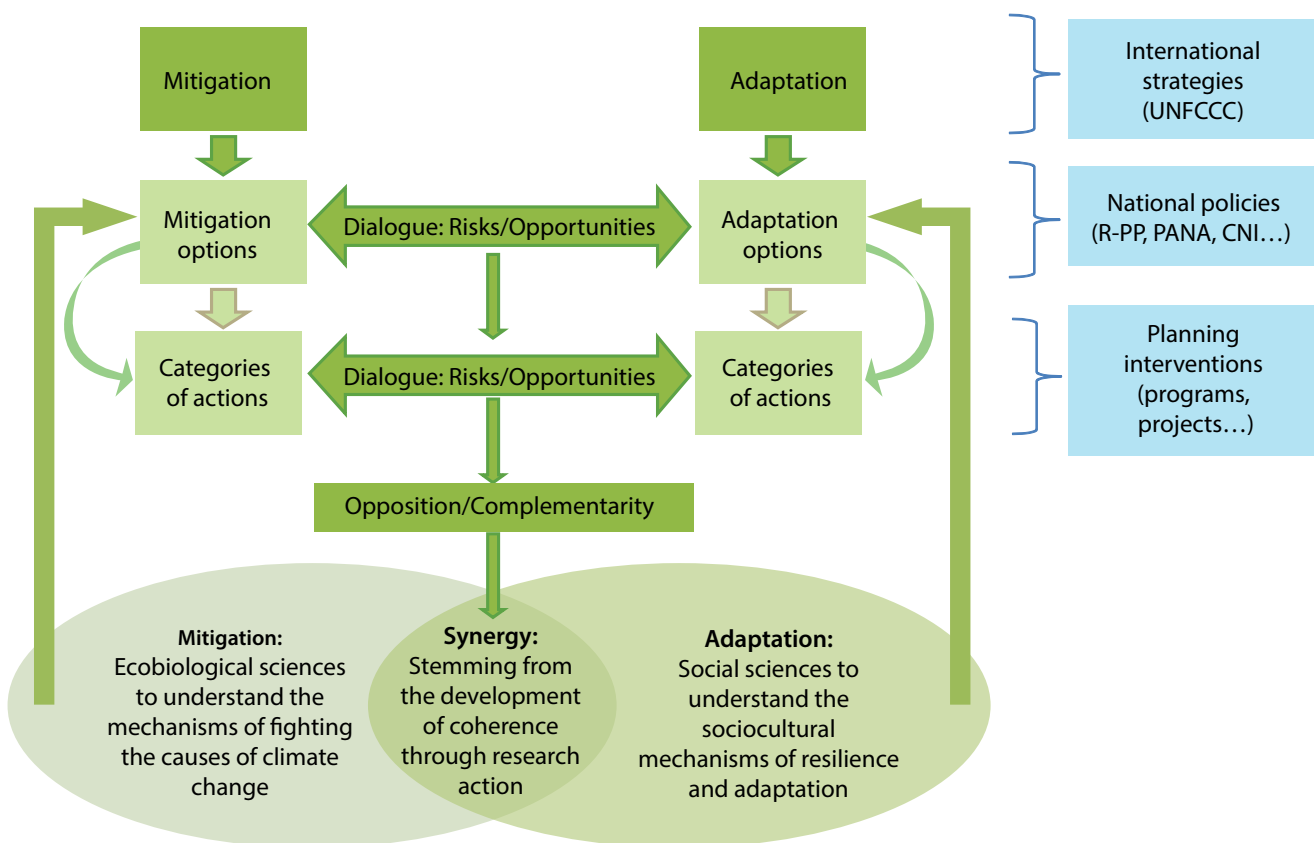 Mitigation
Adaptation
International
strategies
(UNFCCC)
Mitigation
options
Dialogue: Risks/Opportunities
Adaptation
options
National policies
(R-PP, PANA, CNI…)
Categories
of actions
Dialogue: Risks/Opportunities
Categories
of actions
Planning
interventions
(programs,
projects…)
Opposition/Complementarity
Mitigation:
Ecobiological sciences
to understand the
mechanisms of fighting
the causes of climate
change
Synergy:
Stemming from
the development
of coherence
through research
action
Adaptation:
Social sciences to
understand the
sociocultural
mechanisms of resilience
and adaptation